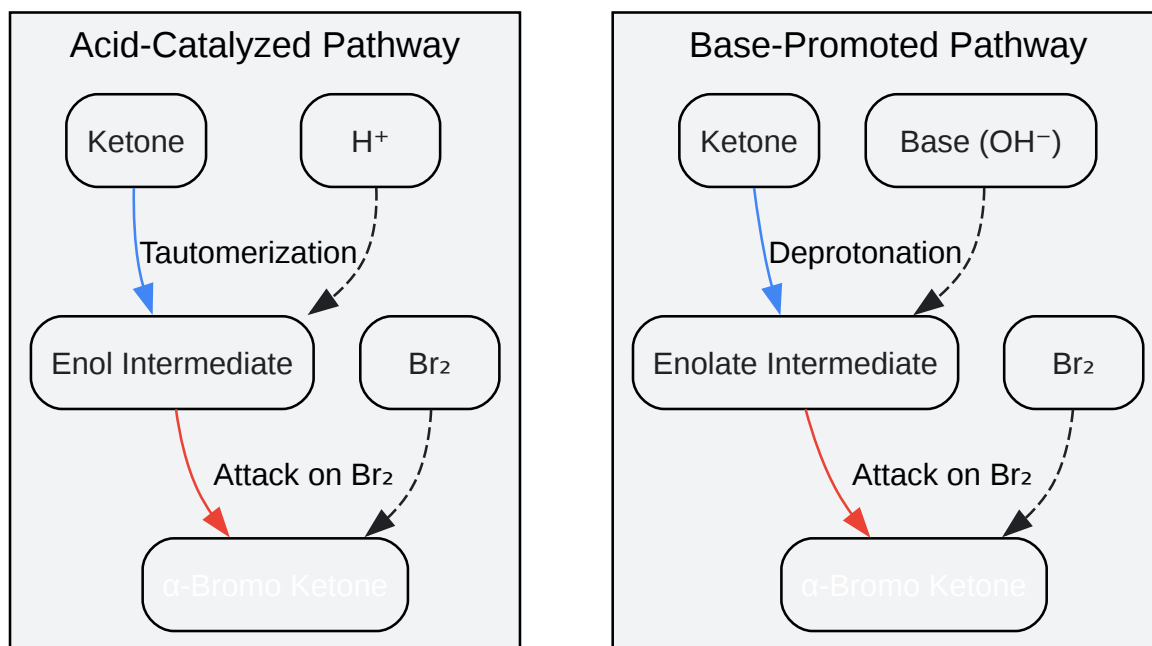 Acid-Catalyzed Pathway
Ketone
H⁺
Tautomerization
Enol Intermediate
Br₂
Attack on Br₂
α-Bromo Ketone
Base-Promoted Pathway
Ketone
Base (OH⁻)
Deprotonation
Enolate Intermediate
Br₂
Attack on Br₂
α-Bromo Ketone